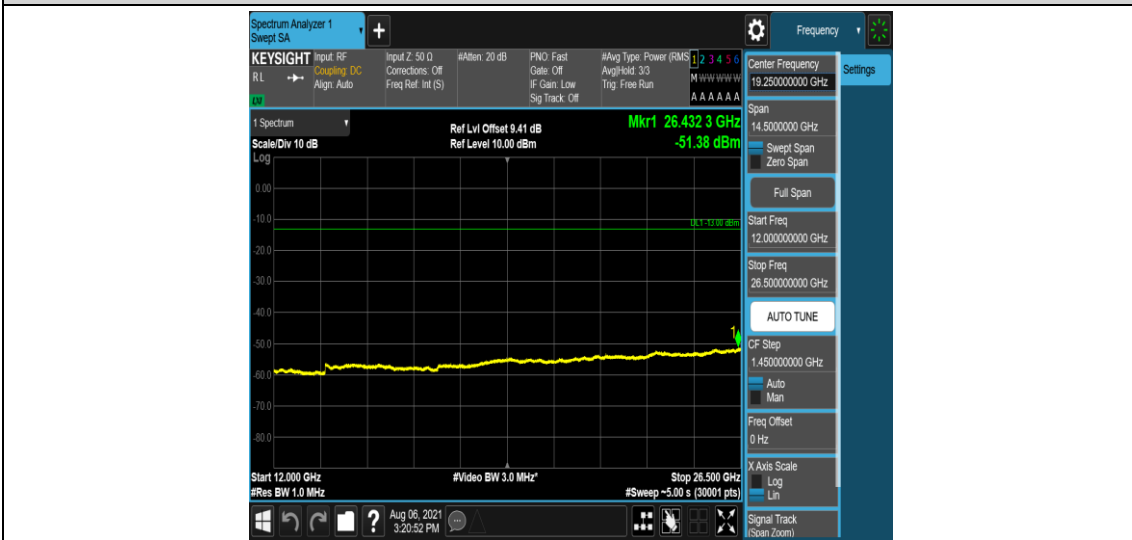 Spectrum Analyzer 1
Swept SA
+
Frequency
KEYSIGHT
Input: RF
Coupling: DC
Align: Auto
Input Z: 50 Ω
Corrections: Off
Freq Ref: Int (S)
#Atten: 20 dB
PNO: Fast
Gate: Off
IF Gain: Low
Sig Track: Off
#Avg Type: Power (RMS
Avg|Hold: 3/3
Trig: Free Run
1 2 3 4 5 6
M W W W W W
A A A A A A
RL
LXI
1 Spectrum
Scale/Div 10 dB
Log
Ref Lvl Offset 9.41 dB
Ref Level 10.00 dBm
Mkr1 26.432 3 GHz
-51.38 dBm
0.00
-10.0
DL1 -13.00 dBm
-20.0
-30.0
-40.0
1
-50.0
-60.0
-70.0
-80.0
Start 12.000 GHz
#Res BW 1.0 MHz
#Video BW 3.0 MHz*
Stop 26.500 GHz
#Sweep ~5.00 s (30001 pts)
Aug 06, 2021
3:20:52 PM
?
Center Frequency
19.250000000 GHz
Settings
Span
14.5000000 GHz
Swept Span
Zero Span
Full Span
Start Freq
12.000000000 GHz
Stop Freq
26.500000000 GHz
AUTO TUNE
CF Step
1.450000000 GHz
Auto
Man
Freq Offset
0 Hz
X Axis Scale
Log
Lin
Signal Track
(Span Zoom)